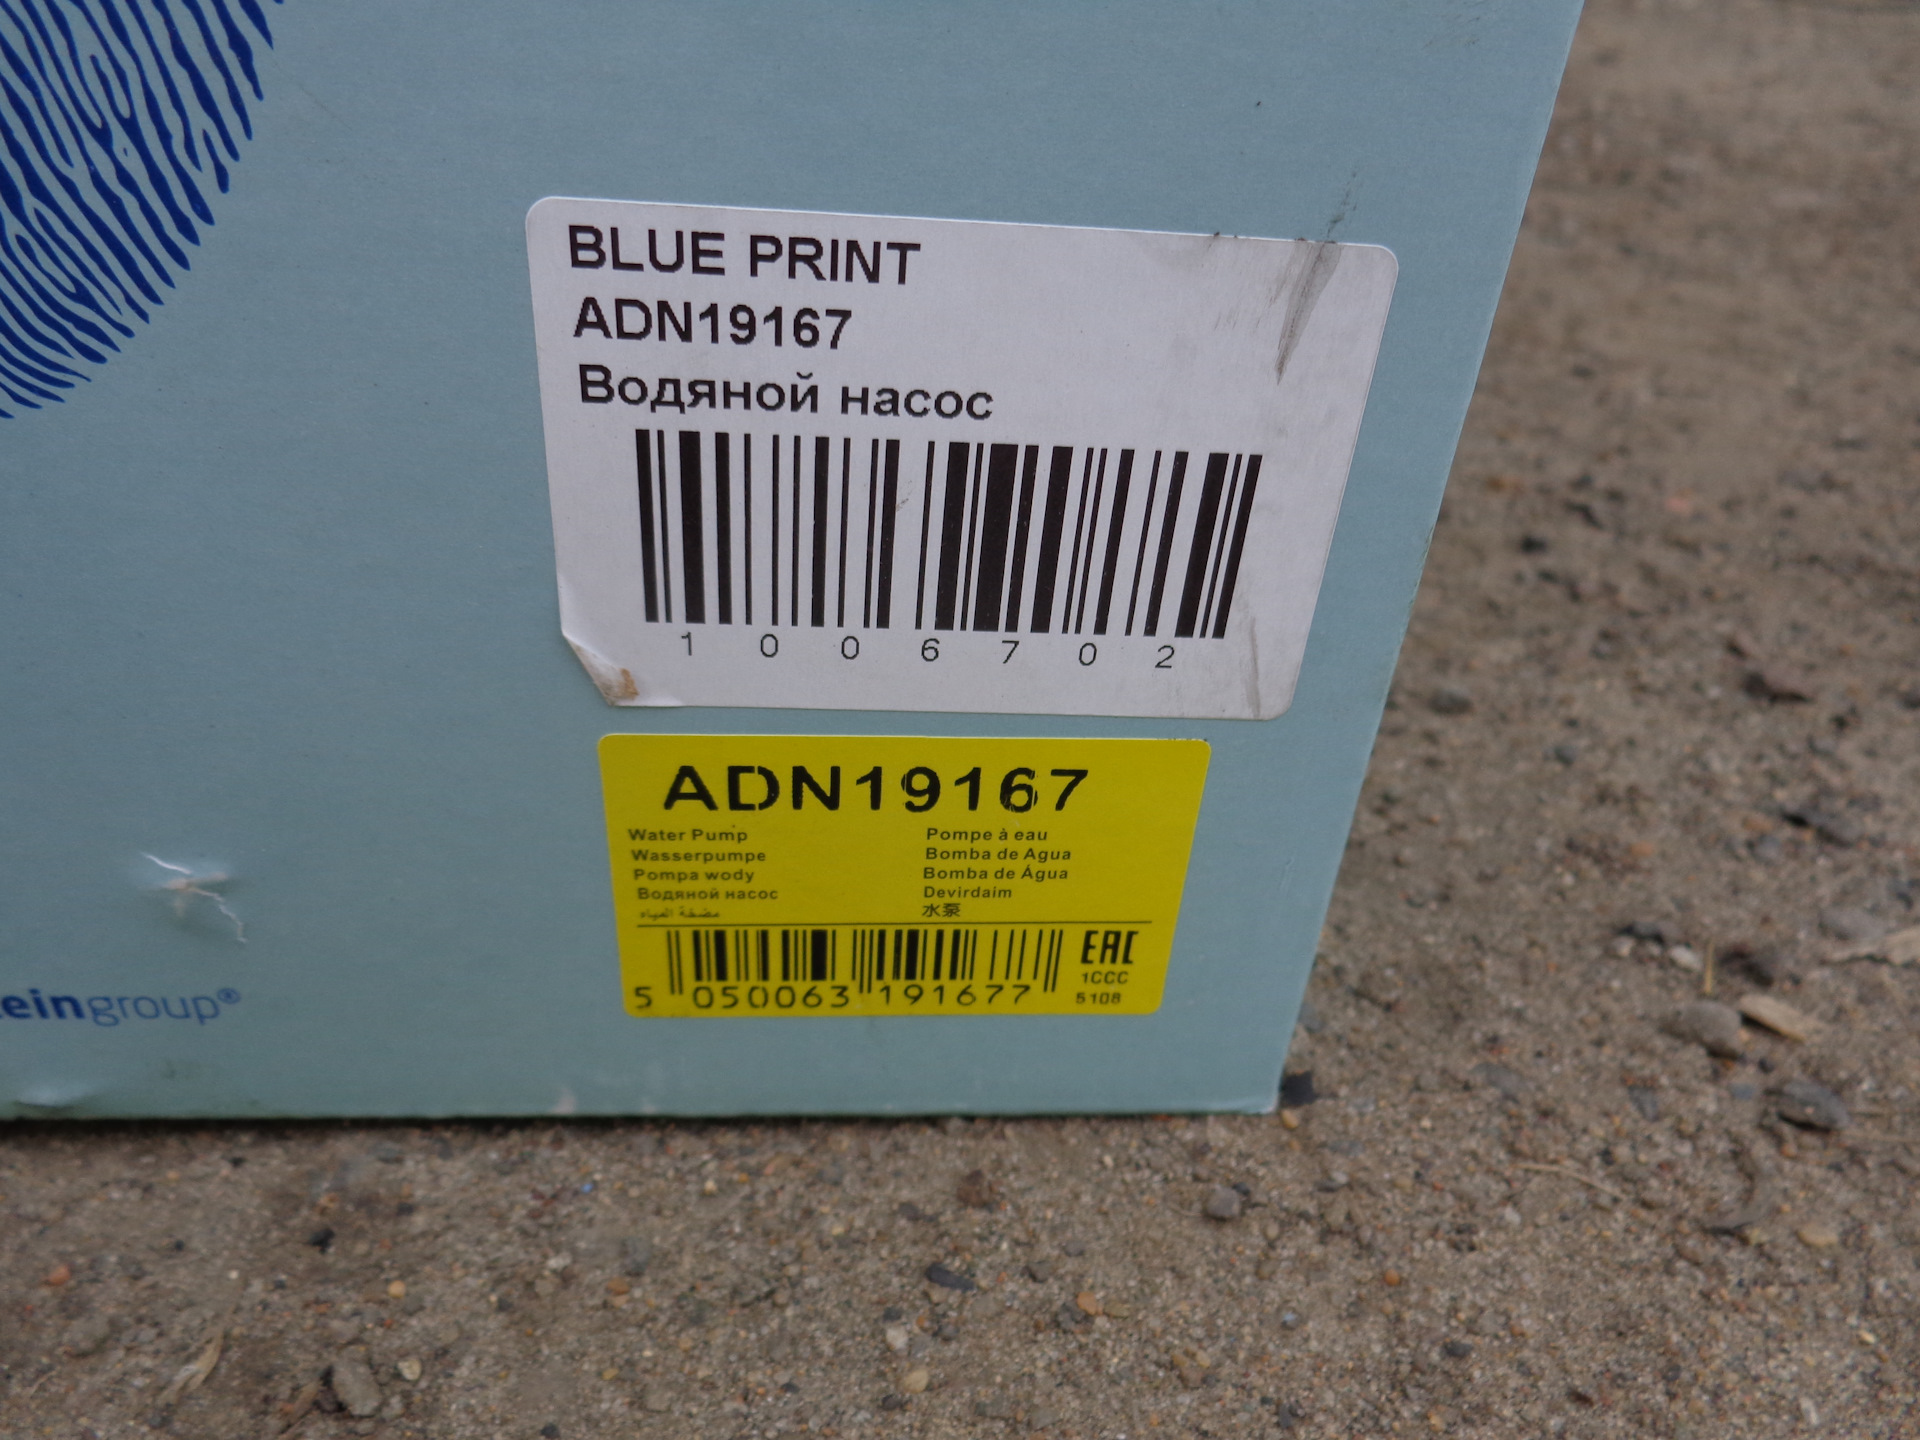 BLUE PRINT
ADN19167
Водяной насос
1006702
ADN19167
Water Pump
Wasserpumpe
Pompa wody
Водяной насос
مضخة المياه
Pompe à eau
Bomba de Agua
Bomba de Água
Devirdaim
水泵
EAC
1CCC
5108
5 050063 191677
eingroup®